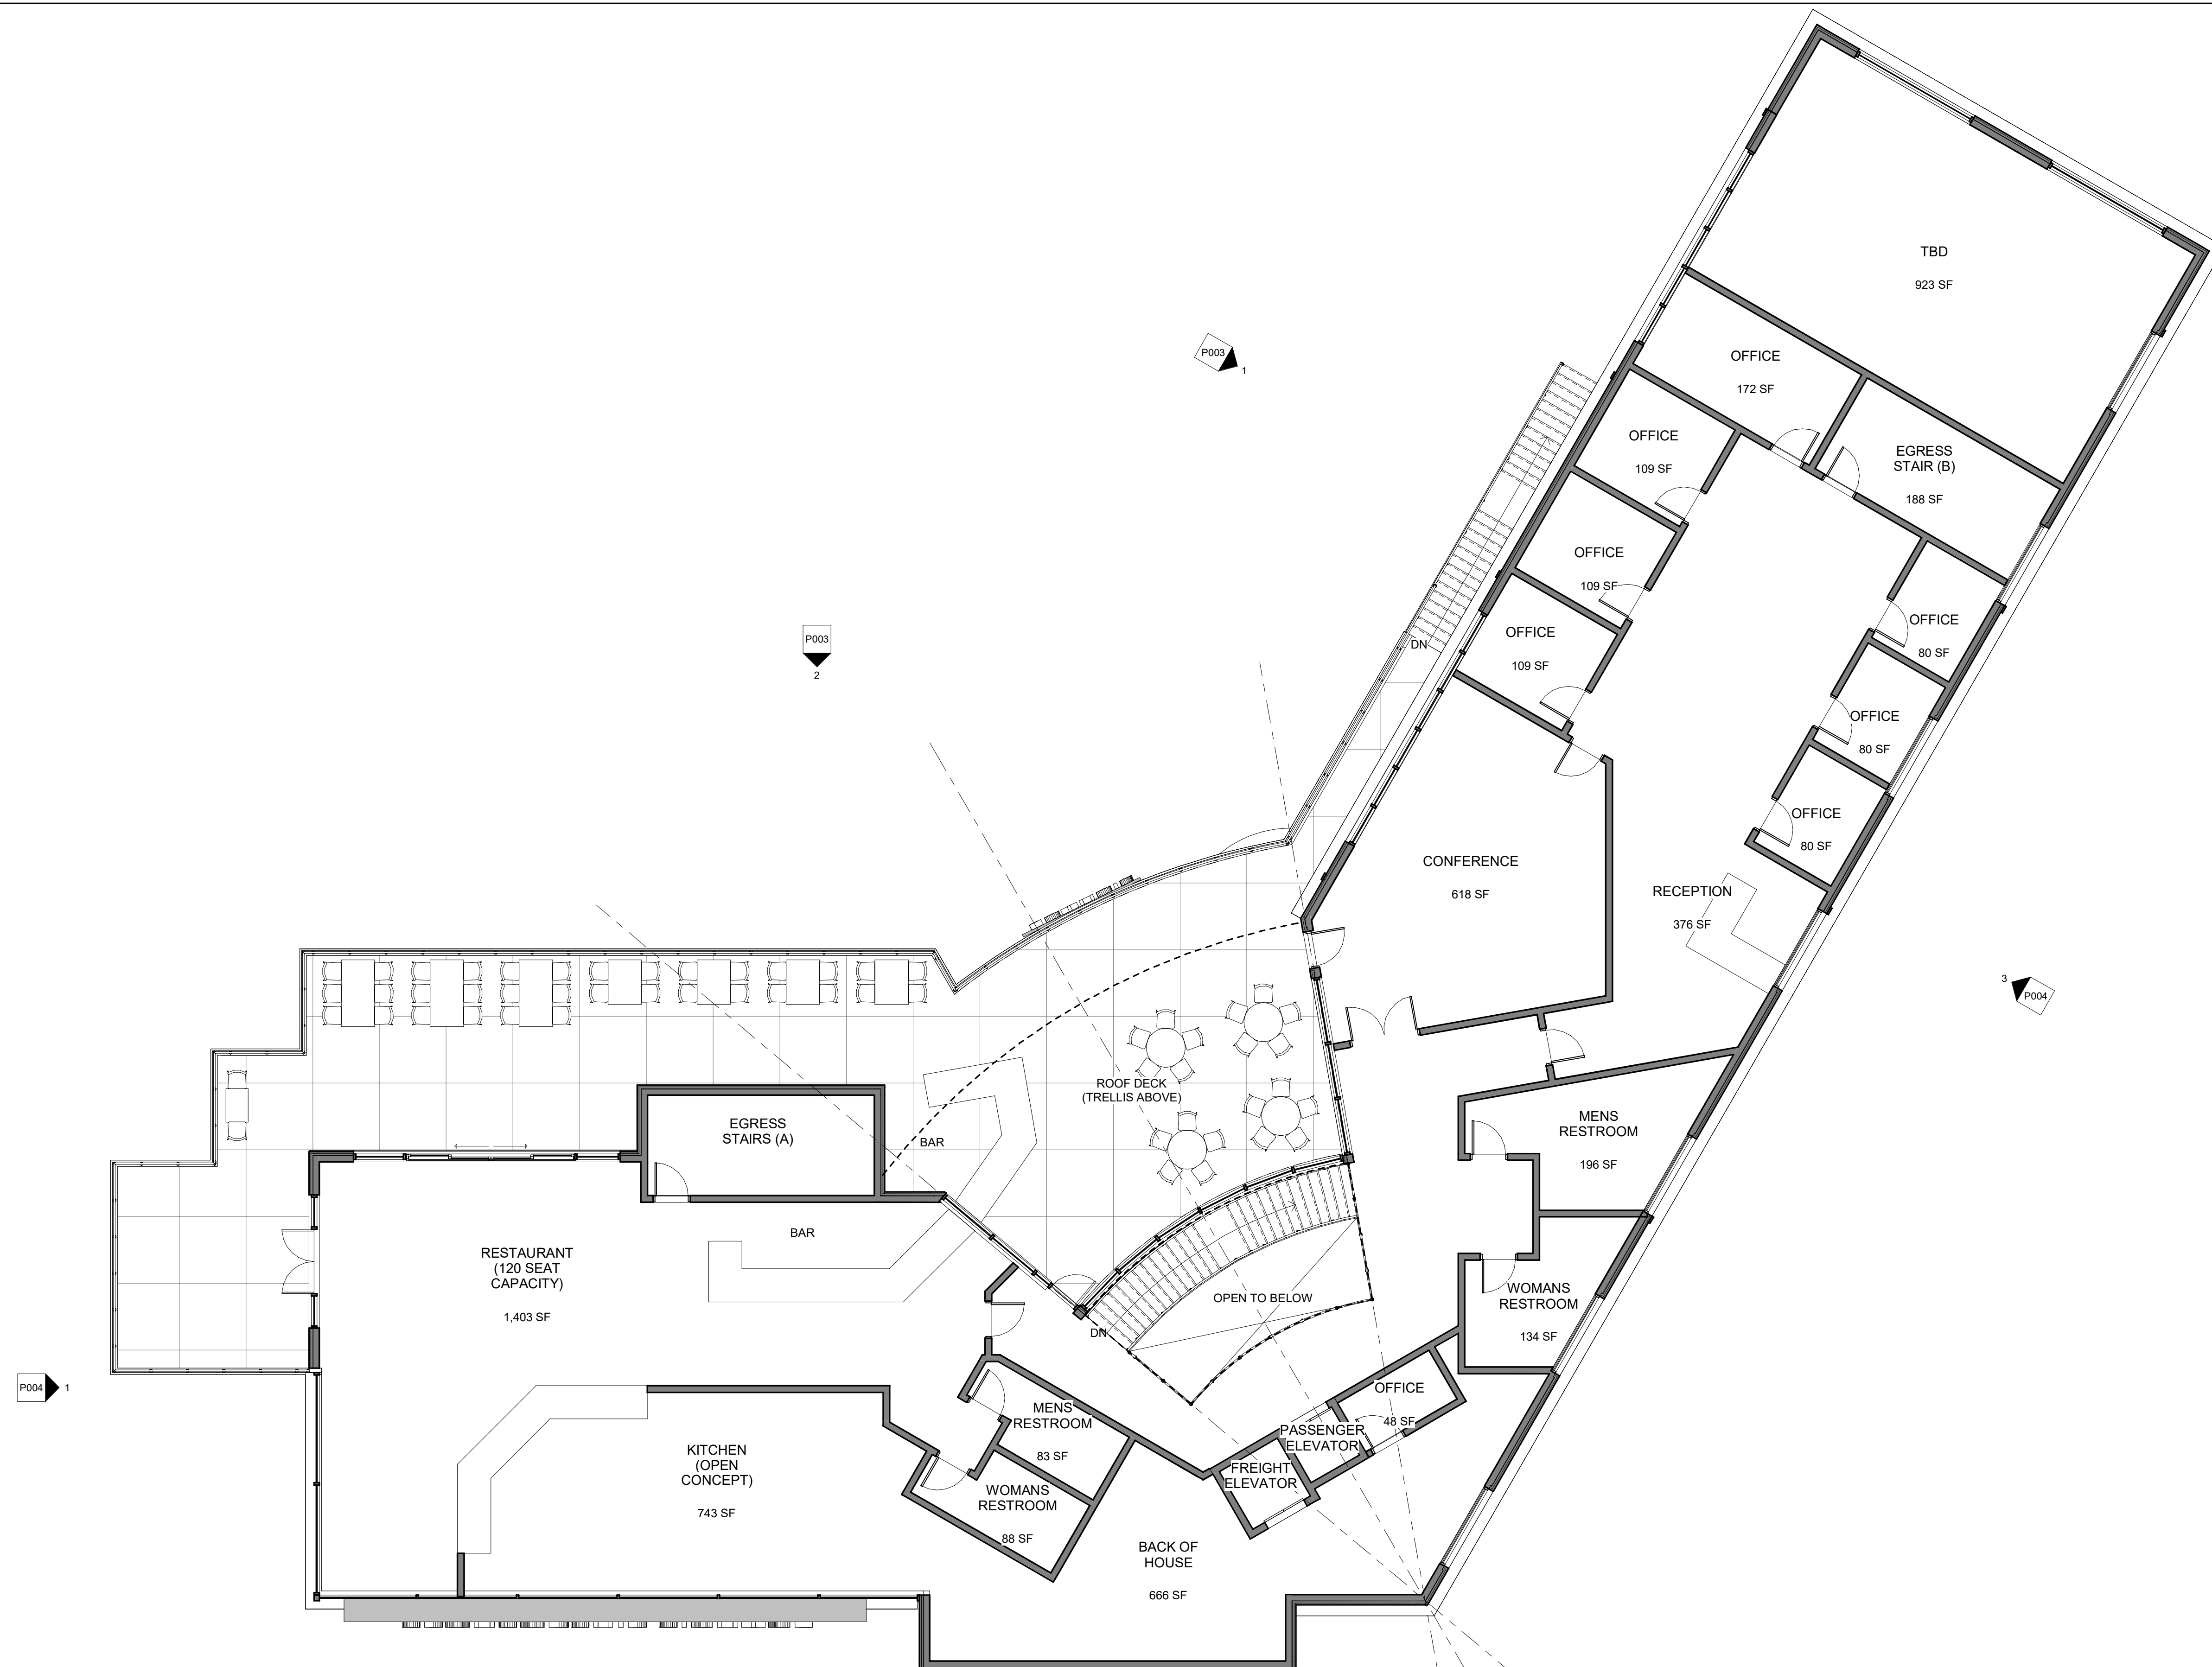 TBD
923 SF
P003
1
OFFICE
172 SF
OFFICE
109 SF
EGRESS
STAIR (B)
188 SF
OFFICE
109 SF
OFFICE
109 SF
DN
P003
2
OFFICE
80 SF
OFFICE
80 SF
OFFICE
80 SF
CONFERENCE
618 SF
RECEPTION
376 SF
3
P004
ROOF DECK
(TRELLIS ABOVE)
EGRESS
STAIRS (A)
BAR
MENS
RESTROOM
196 SF
BAR
RESTAURANT
(120 SEAT
CAPACITY)
1,403 SF
OPEN TO BELOW
DN
WOMANS
RESTROOM
134 SF
P004
1
OFFICE
48 SF
MENS
RESTROOM
83 SF
PASSENGER
ELEVATOR
FREIGHT
ELEVATOR
KITCHEN
(OPEN
CONCEPT)
743 SF
WOMANS
RESTROOM
88 SF
BACK OF
HOUSE
666 SF